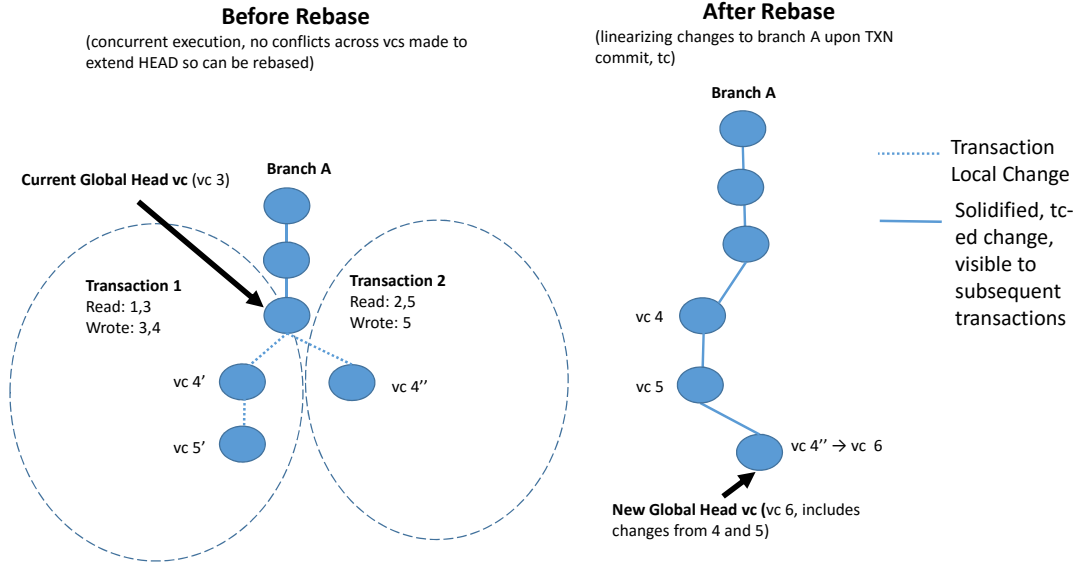 Before Rebase
(concurrent execution, no conflicts across vcs made to
extend HEAD so can be rebased)
Current Global Head vc (vc 3)
Branch A
Transaction 1
Read: 1,3
Wrote: 3,4
Transaction 2
Read: 2,5
Wrote: 5
vc 4’
vc 4’’
vc 5’
After Rebase
(linearizing changes to branch A upon TXN
commit, tc)
Branch A
vc 4
vc 5
vc 4’’ → vc 6
New Global Head vc (vc 6, includes
changes from 4 and 5)
Transaction
Local Change
Solidified, tc-
ed change,
visible to
subsequent
transactions